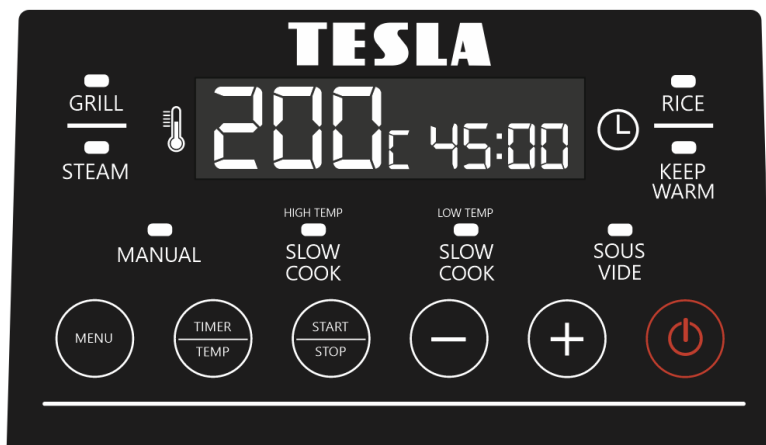 TESLA
GRILL
200C 45:00
RICE
STEAM
KEEP
WARM
MANUAL
HIGH TEMP
SLOW
COOK
LOW TEMP
SLOW
COOK
SOUS
VIDE
MENU
TIMER
TEMP
START
STOP